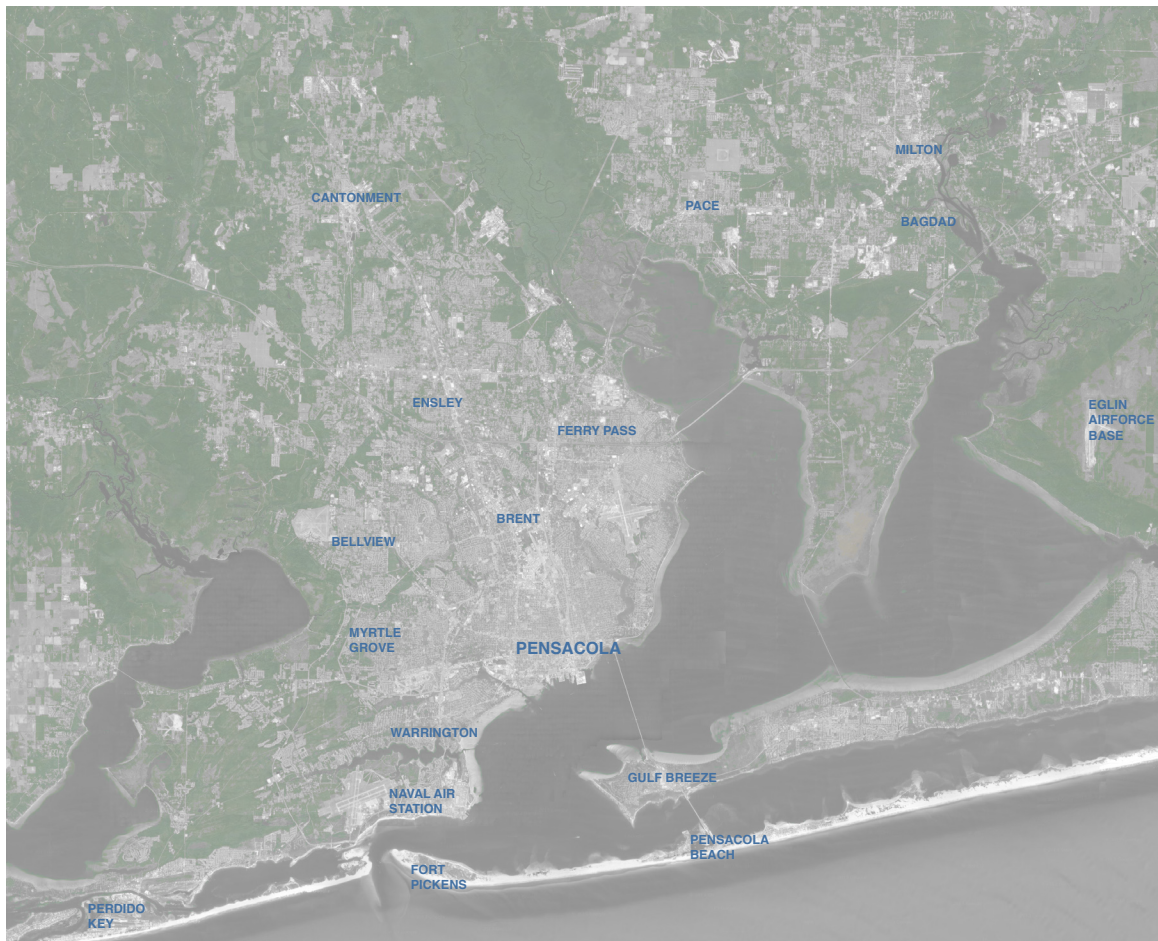 MILTON
CANTONMENT
PACE
BAGDAD
ENSLEY
EGLIN
AIRFORCE
BASE
FERRY PASS
BRENT
BELLVIEW
MYRTLE
GROVE
PENSACOLA
WARRINGTON
GULF BREEZE
NAVAL AIR
STATION
PENSACOLA
BEACH
FORT
PICKENS
PERDIDO
KEY